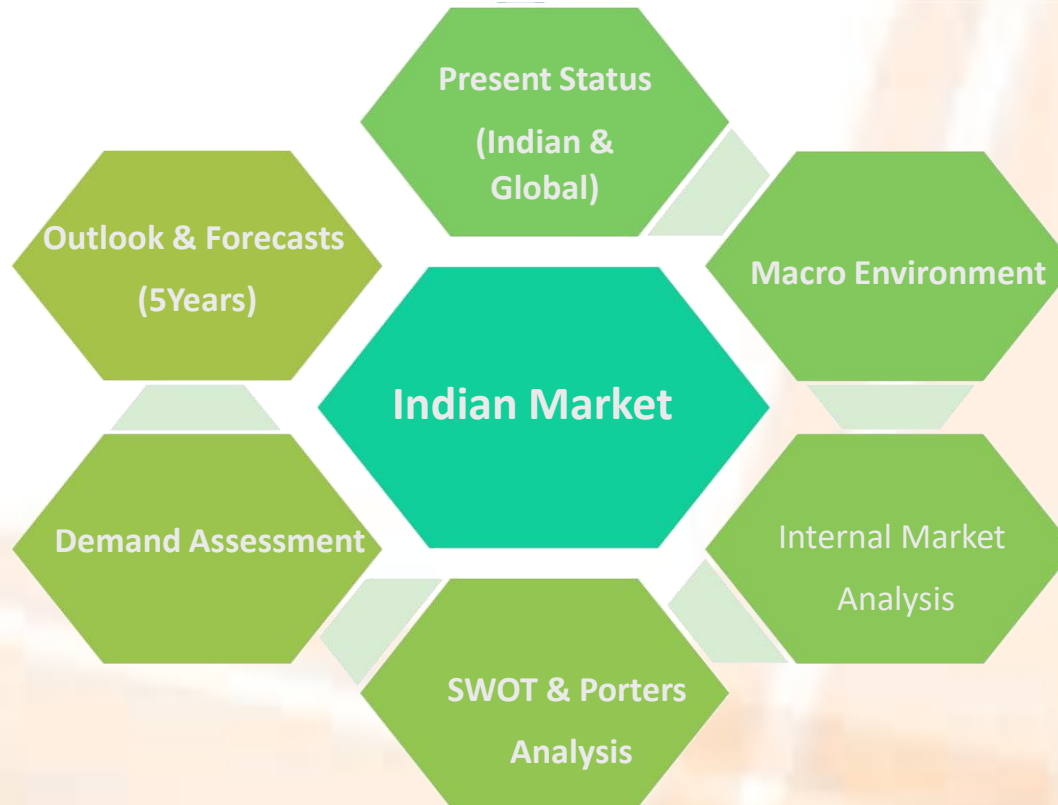 Present Status
(Indian &
Global)
Macro Environment
Internal Market
Analysis
SWOT & Porters
Analysis
Demand Assessment
Outlook & Forecasts
(5Years)
Indian Market